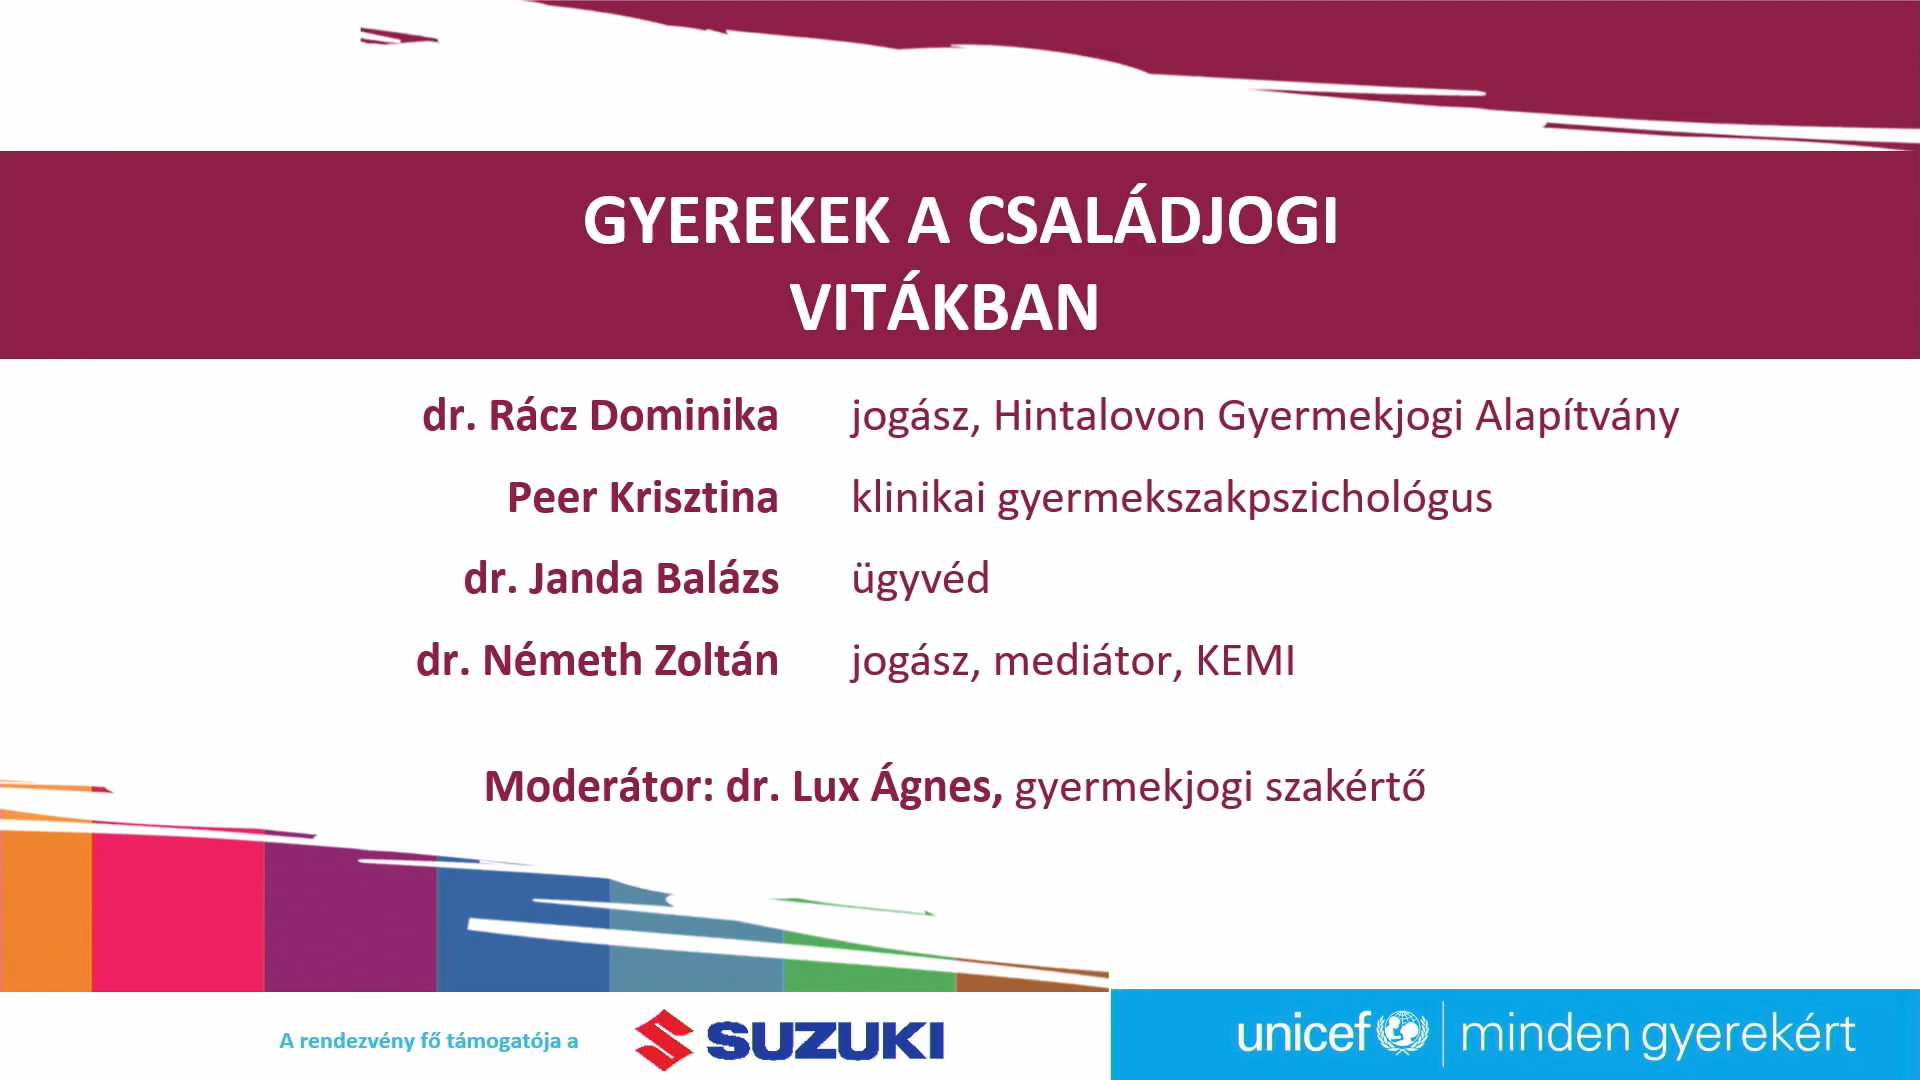 GYEREKEK A CSALÁDJOGI
VITÁKBAN
dr. Rácz Dominika jogász, Hintalovon Gyermekjogi Alapítvány
Peer Krisztina klinikai gyermekszakpszichológus
dr. Janda Balázs ügyvéd
dr. Németh Zoltán jogász, mediátor, KEMI
Moderátor: dr. Lux Ágnes, gyermekjogi szakértő
A rendezvény fő támogatója a SUZUKI
unicef minden gyerekért